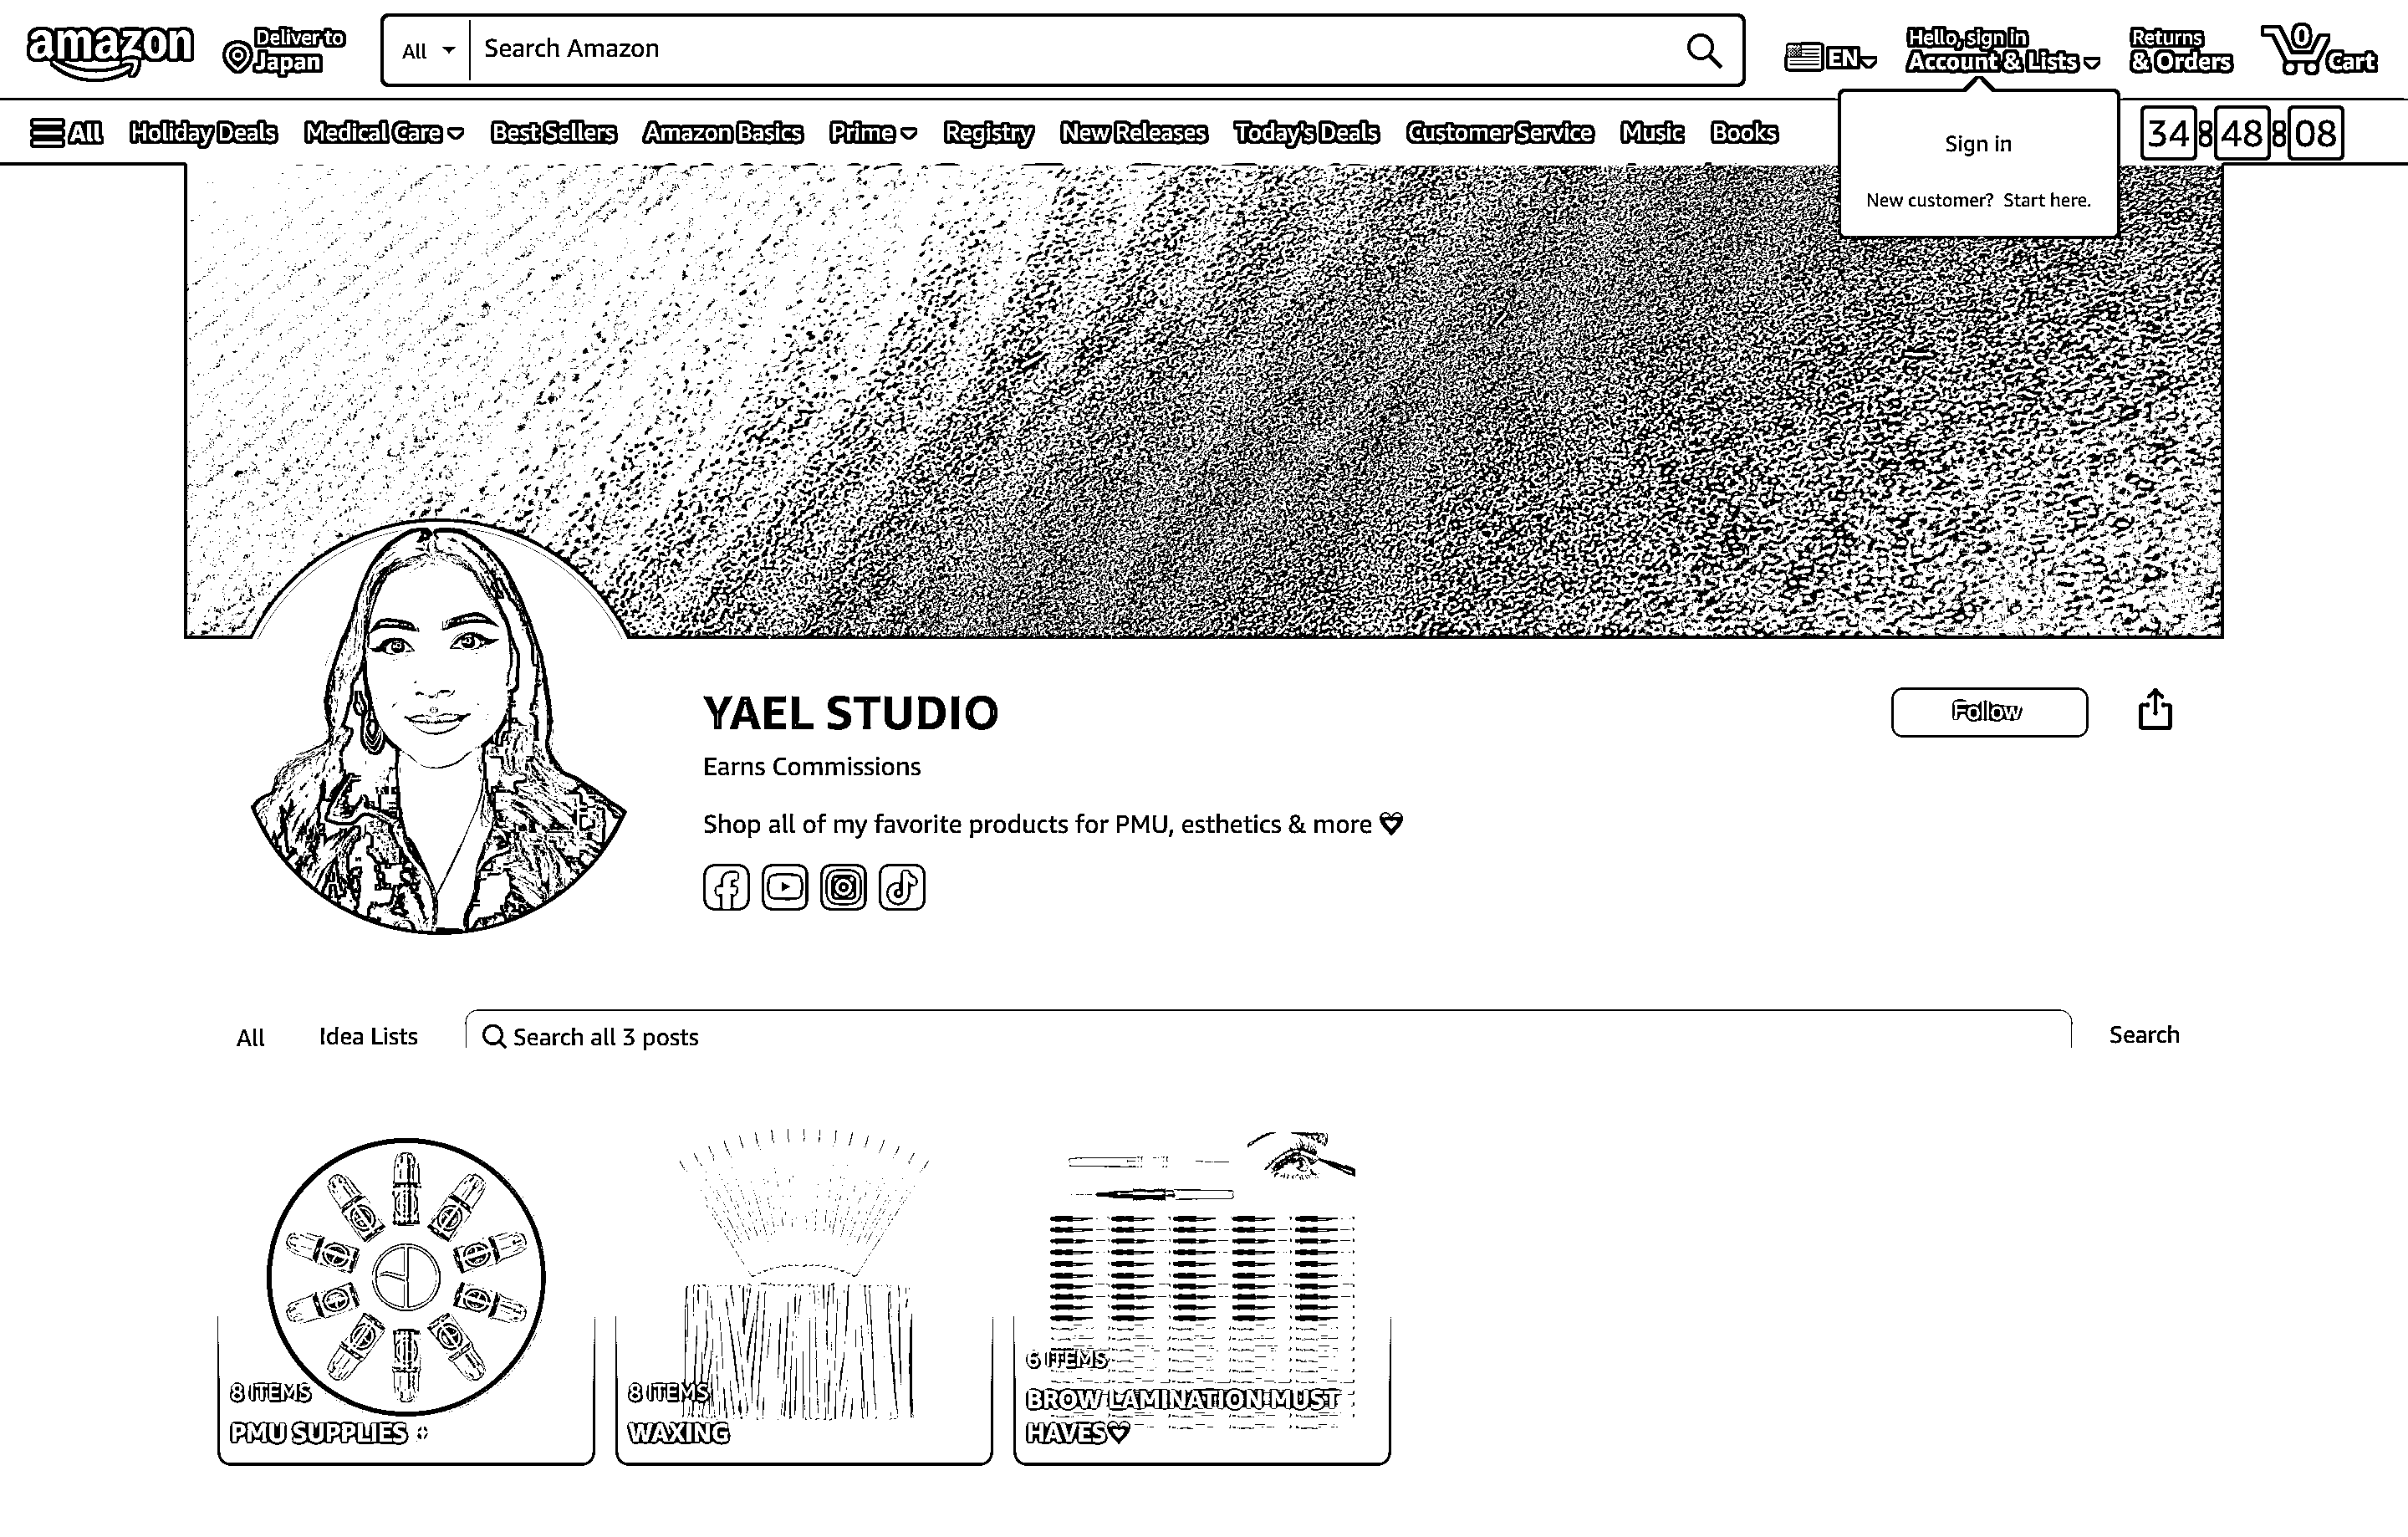 amazon
Deliver to
Japan
All
Search Amazon
EN
Hello, sign in
Account & Lists
Returns
& Orders
0
Cart
All
Holiday Deals
Medical Care
Best Sellers
Amazon Basics
Prime
Registry
New Releases
Today's Deals
Customer Service
Music
Books
34:48:08
Sign in
New customer? Start here.
YAEL STUDIO
Follow
Earns Commissions
Shop all of my favorite products for PMU, esthetics & more
All
Idea Lists
Search all 3 posts
Search
8 ITEMS
PMU SUPPLIES
8 ITEMS
WAXING
6 ITEMS
BROW LAMINATION MUST
HAVES